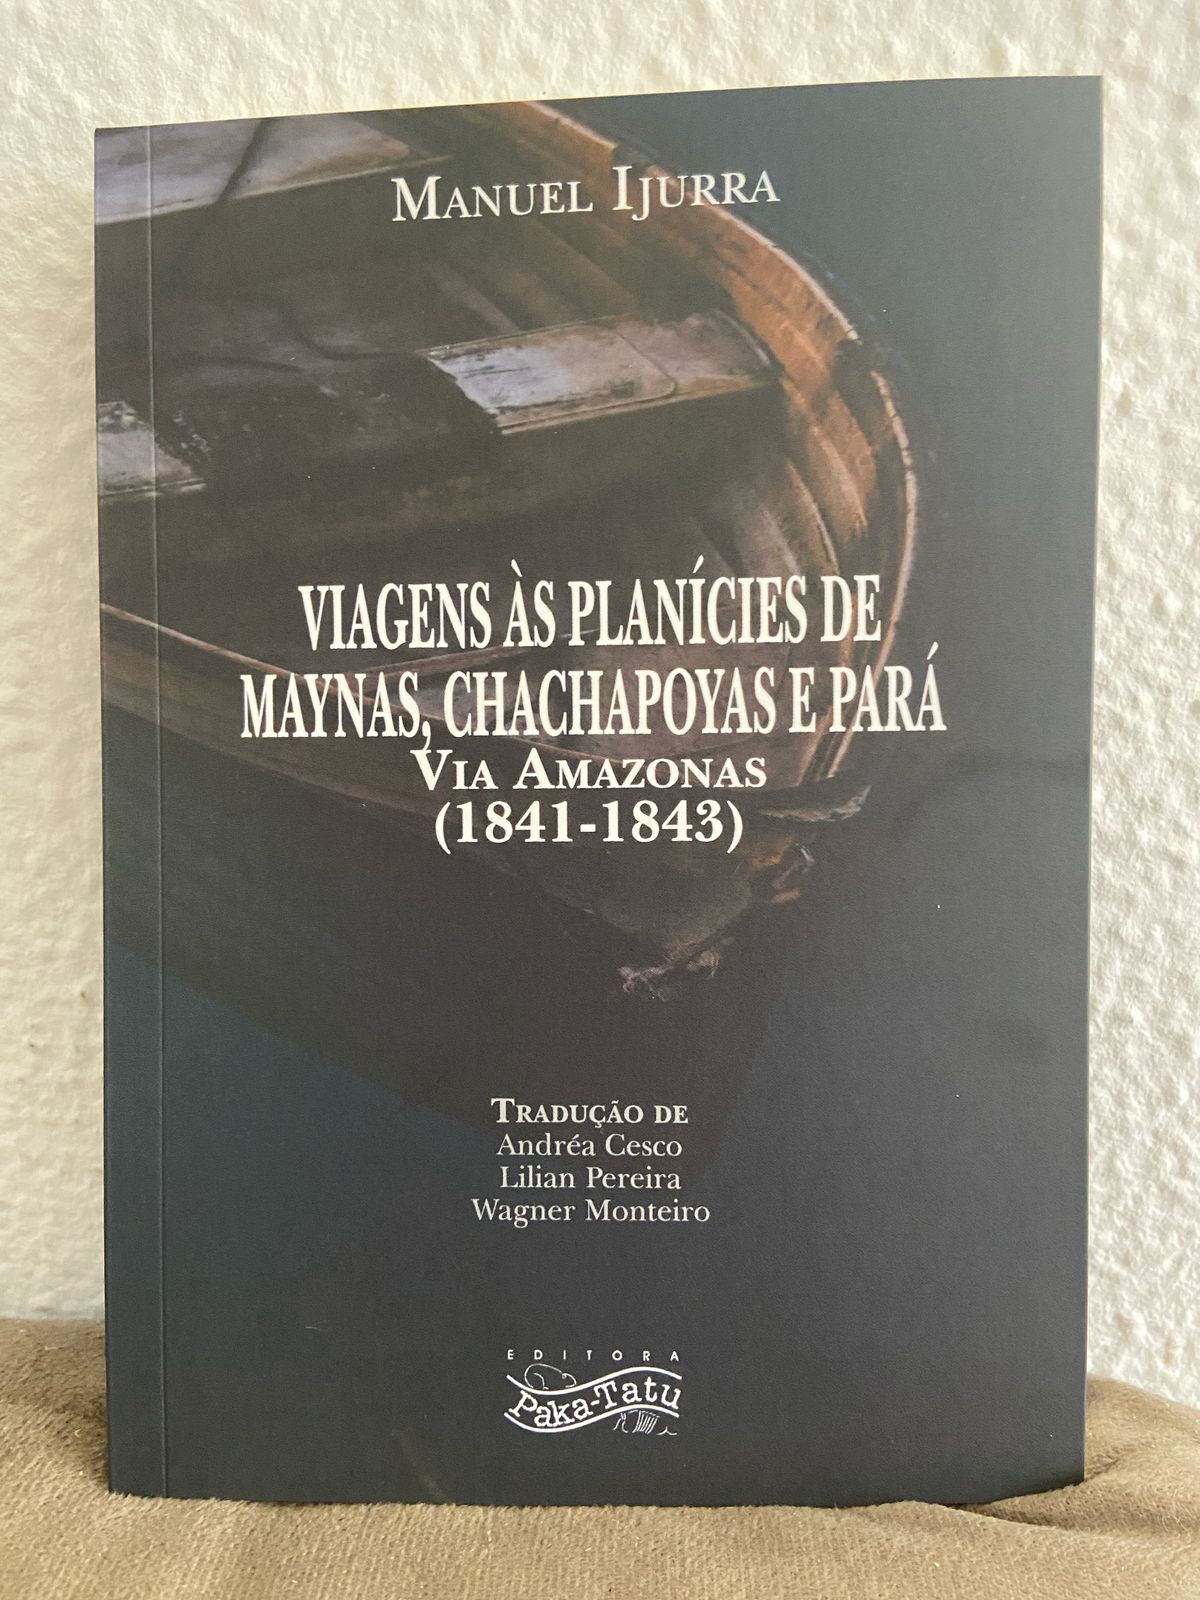 MANUEL IJURRA
VIAGENS ÀS PLANÍCIES DE
MAYNAS, CHACHAPOYAS E PARÁ
VIA AMAZONAS
(1841-1843)
TRADUÇÃO DE
Andréa Cesco
Lilian Pereira
Wagner Monteiro
EDITORA
Paka-Tatu